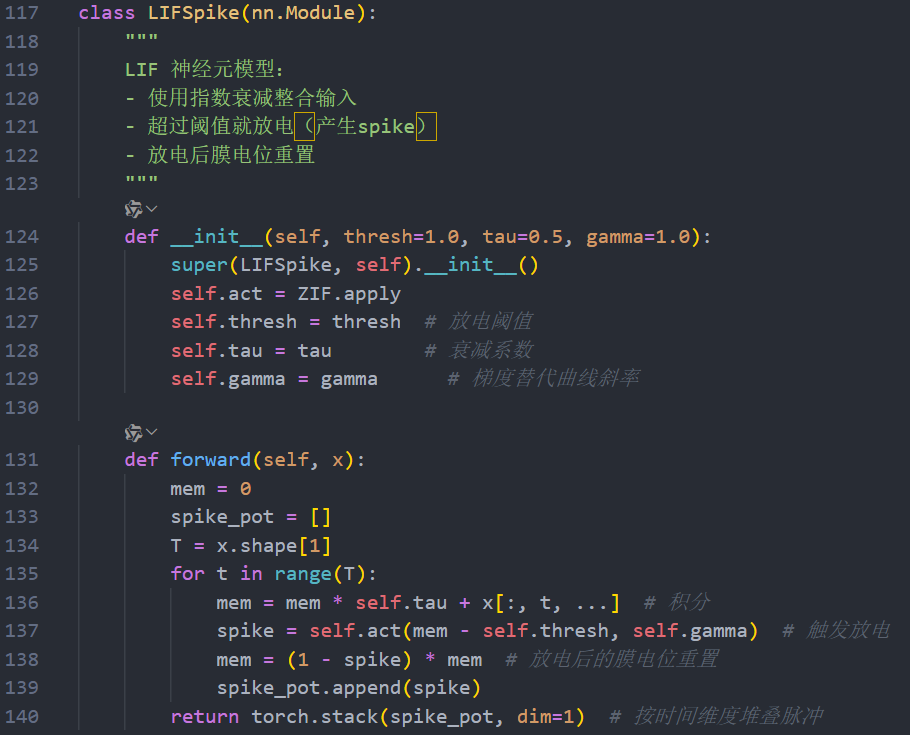 117 class LIFSpike(nn.Module):
118 """
119 LIF 神经元模型:
120 - 使用指数衰减整合输入
121 - 超过阈值就放电（产生spike）
122 - 放电后膜电位重置
123 """
124 def __init__(self, thresh=1.0, tau=0.5, gamma=1.0):
125 super(LIFSpike, self).__init__()
126 self.act = ZIF.apply
127 self.thresh = thresh # 放电阈值
128 self.tau = tau # 衰减系数
129 self.gamma = gamma # 梯度替代曲线斜率
130
131 def forward(self, x):
132 mem = 0
133 spike_pot = []
134 T = x.shape[1]
135 for t in range(T):
136 mem = mem * self.tau + x[:, t, ...] # 积分
137 spike = self.act(mem - self.thresh, self.gamma) # 触发放电
138 mem = (1 - spike) * mem # 放电后的膜电位重置
139 spike_pot.append(spike)
140 return torch.stack(spike_pot, dim=1) # 按时间维度堆叠脉冲